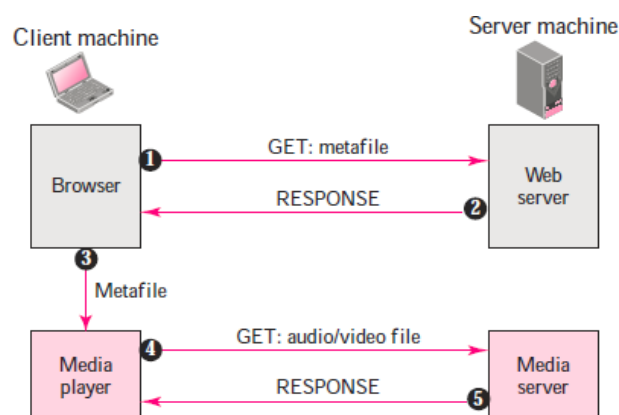 Client machine
Server machine
1
GET: metafile
Browser
Web
server
RESPONSE
2
3
Metafile
4
GET: audio/video file
Media
player
Media
server
RESPONSE
5